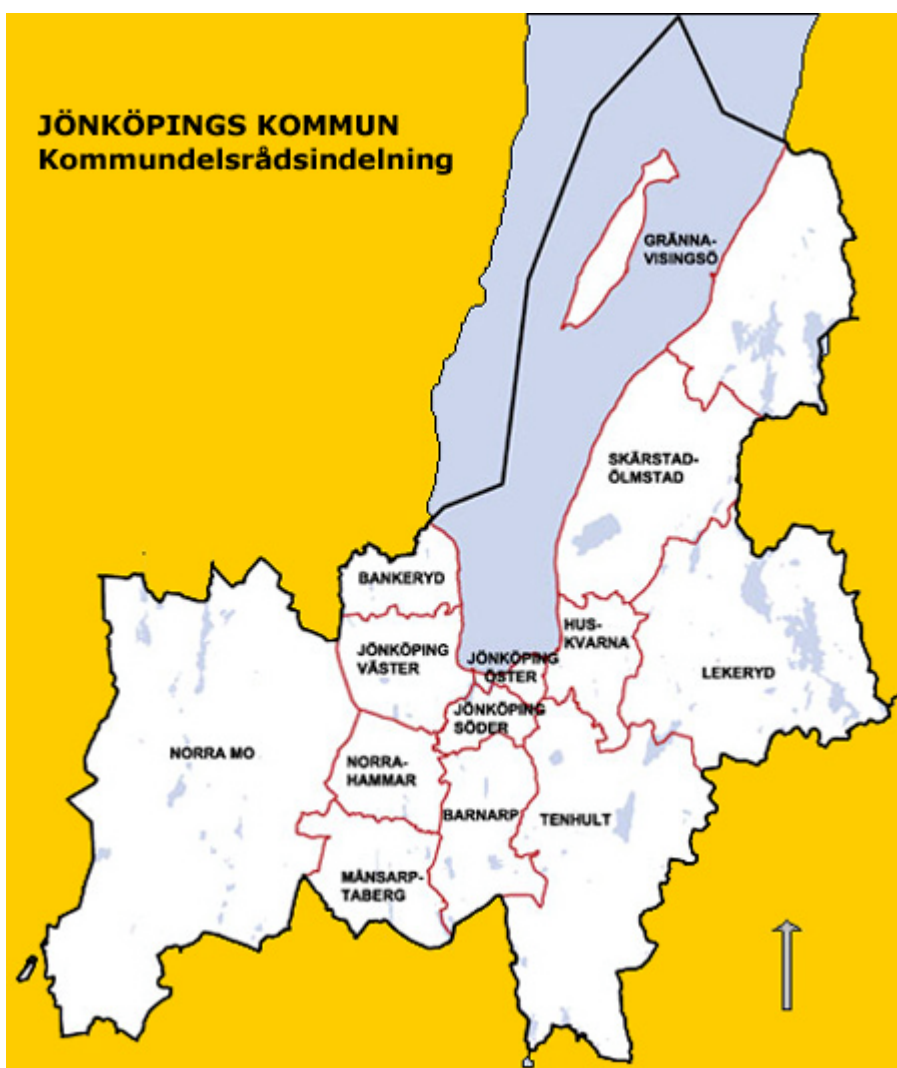 JÖNKÖPINGS KOMMUN
Kommundelsrådsindelning
GRÄNNA-
VISINGSÖ
SKÄRSTAD-
ÖLMSTAD
BANKERYD
HUS-
KVARNA
JÖNKÖPING
VÄSTER
JÖNKÖPING
ÖSTER
LEKERYD
JÖNKÖPING
SÖDER
NORRA MO
NORRA-
HAMMAR
BARNARP
TENHULT
MÅNSARP-
TABERG